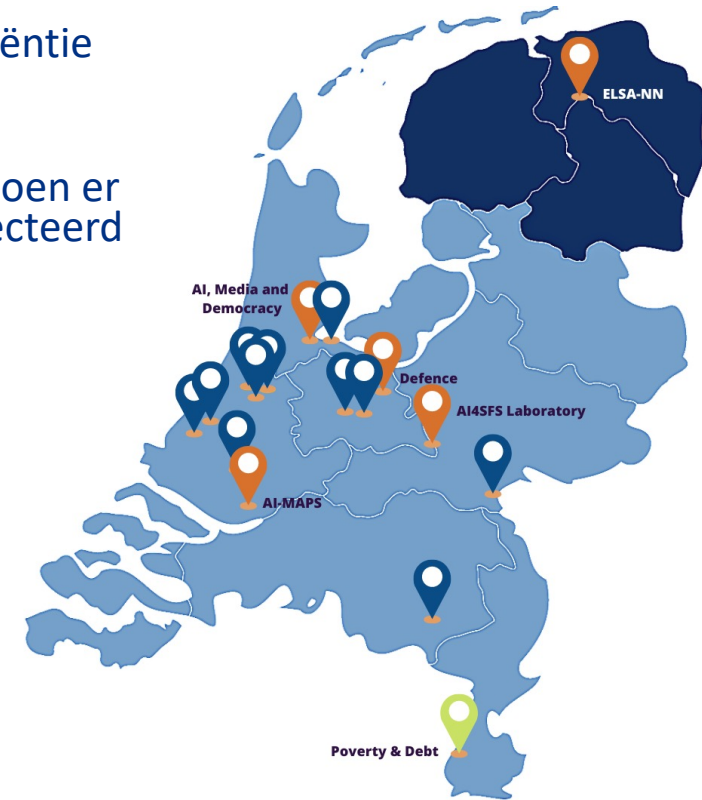 ëntie
ELSA-NN
oen er
ecteerd
AI, Media and
Democracy
Defence
AI4SFS Laboratory
AI-MAPS
Poverty & Debt